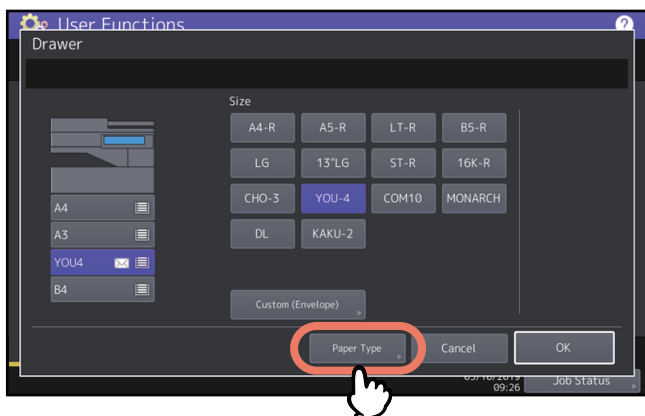 User Functions
?
Drawer
Size
A4-R A5-R LT-R B5-R
LG 13"LG ST-R 16K-R
CHO-3 YOU-4 COM10 MONARCH
DL KAKU-2
A4
A3
YOU4
B4
Custom (Envelope)
Paper Type Cancel OK
09:26 Job Status